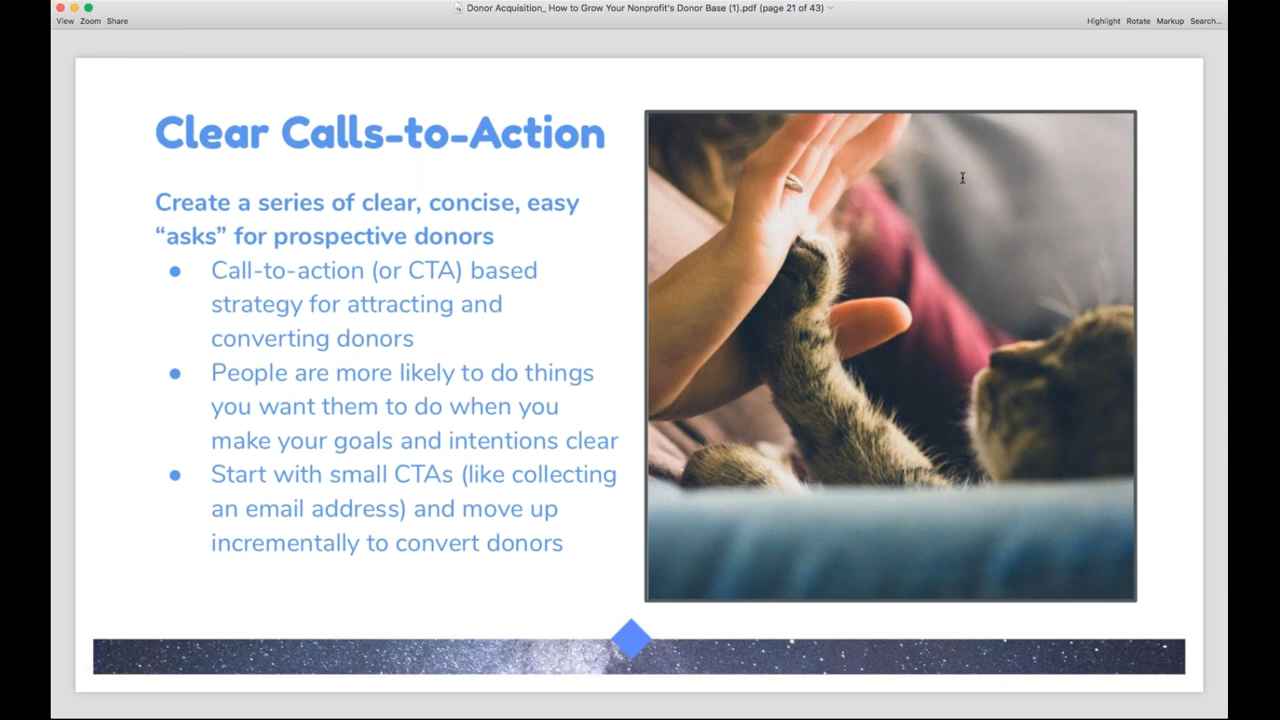 Donor Acquisition_ How to Grow Your Nonprofit's Donor Base (1).pdf (page 21 of 43)
View Zoom Share
Highlight Rotate Markup Search...
Clear Calls-to-Action
Create a series of clear, concise, easy
“asks” for prospective donors
● Call-to-action (or CTA) based
strategy for attracting and
converting donors
● People are more likely to do things
you want them to do when you
make your goals and intentions clear
● Start with small CTAs (like collecting
an email address) and move up
incrementally to convert donors